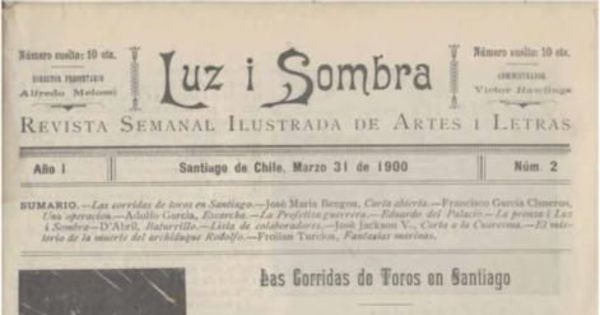 Número suelto: 10 cts.
DIRECTOR PROPIETARIO
Alfredo Melossi
Luz i Sombra
Número suelto: 10 cts.
ADMINISTRADOR
Victor Rawlings
REVISTA SEMANAL ILUSTRADA DE ARTES I LETRAS
Año I
Santiago de Chile, Marzo 31 de 1900
Núm. 2
SUMARIO.—Las corridas de toros en Santiago.—José María Bengoa, Carta abierta.—Francisco García Cisneros,
Una operacion.—Adolfo García, Escarcha.—La Profetisa guerrera.—Eduardo del Palacio.—La prensa i Luz
i Sombra—D'Abril, Baturrillo.—Lista de colaboradores.—José Jackson V., Carta a la Cuaresma.—El mis-
terio de la muerte del archiduque Rodolfo.—Froilan Turcios, Fantasías marinas.
Las Corridas de Toros en Santiago